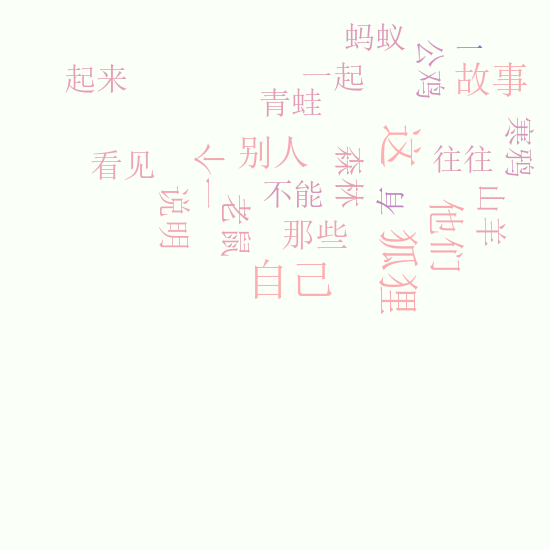 蚂蚁
公鸡
一
起来
一起
故事
青蛙
寒鸦
看见
一个
别人
森林
这
往往
说明
老鼠
不能
有
山羊
那些
他们
狐狸
自己